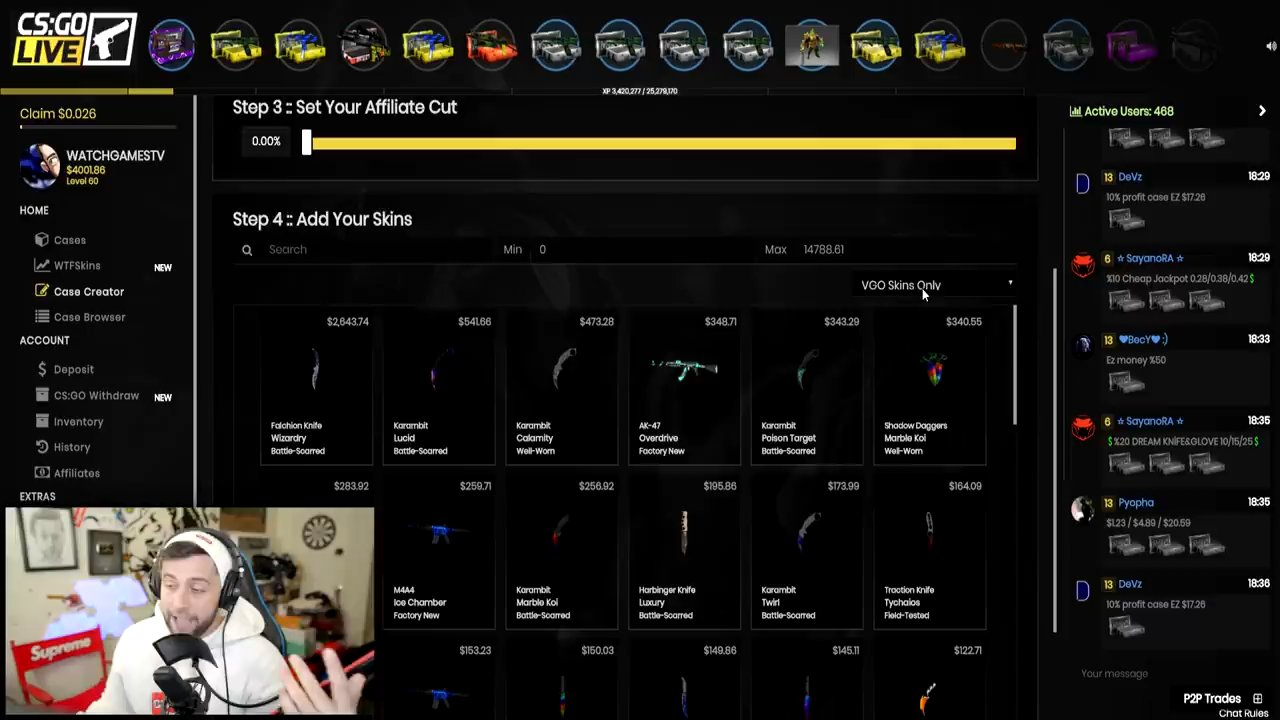 CS:GO
LIVE
XP 3,420,277 / 25,279,170
Claim $0.026
WATCHGAMESTV
$4001.86
Level 60
HOME
Cases
WTFSkins NEW
Case Creator
Case Browser
ACCOUNT
Deposit
CS:GO Withdraw NEW
Inventory
History
Affiliates
EXTRAS
Step 3 :: Set Your Affiliate Cut
0.00%
Step 4 :: Add Your Skins
Search Min 0 Max 14788.61
VGO Skins Only
$2,643.74
Falchion Knife
Wizardry
Battle-Scarred
$541.66
Karambit
Lucid
Battle-Scarred
$473.28
Karambit
Calamity
Well-Worn
$348.71
AK-47
Overdrive
Factory New
$343.29
Karambit
Poison Target
Battle-Scarred
$340.55
Shadow Daggers
Marble Koi
Well-Worn
$283.92
$259.71
M4A4
Ice Chamber
Factory New
$256.92
Karambit
Marble Koi
Battle-Scarred
$195.86
Harbinger Knife
Luxury
Battle-Scarred
$173.99
Karambit
Twirl
Battle-Scarred
$164.09
Traction Knife
Tychaios
Field-Tested
$153.23
$150.03
$149.86
$145.11
$122.71
Active Users: 468
13 DeVz 18:29
10% profit case EZ $17.26
6 ☆ SayanoRA ☆ 18:29
%10 Cheap Jackpot 0.28/0.38/0.42 $
13 ♥BecY♥ ;) 18:33
Ez money %50
6 ☆ SayanoRA ☆ 18:35
$ %20 DREAM KNİFE&GLOVE 10/15/25 $
13 Pyopha 18:35
$1.23 / $4.89 / $20.59
13 DeVz 18:36
10% profit case EZ $17.26
Your message
P2P Trades
Chat Rules
Supreme